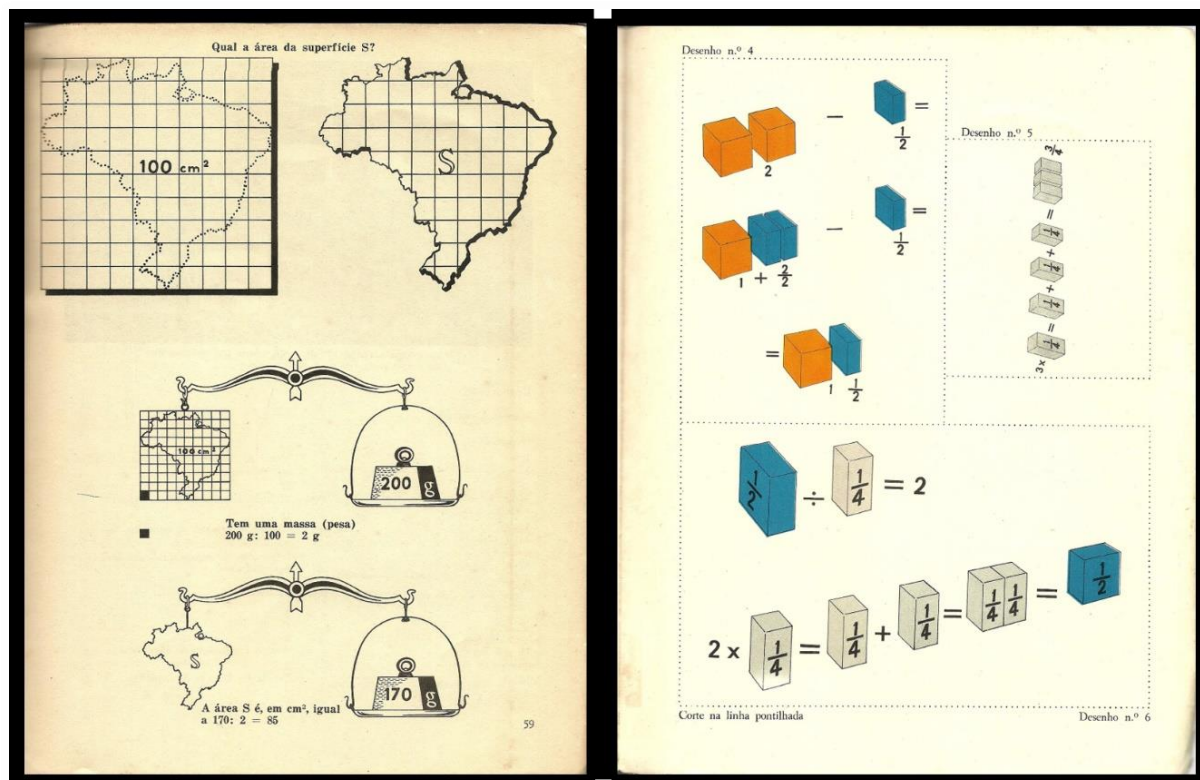 Qual a área da superfície S?
100 cm²
S
100 cm²
200 g
Tem uma massa (pesa)
200 g: 100 = 2 g
S
170 g
A área S é, em cm², igual
a 170: 2 = 85
59
Desenho n.º 4
− 1/2 =
2
− 1/2 =
1 + 2/2
= 1 1/2
Desenho n.º 5
3x 1/4 = 1/4 + 1/4 + 1/4 = 3/4
1/2 ÷ 1/4 = 2
2 x 1/4 = 1/4 + 1/4 = 1/4 1/4 = 1/2
Corte na linha pontilhada
Desenho n.º 6